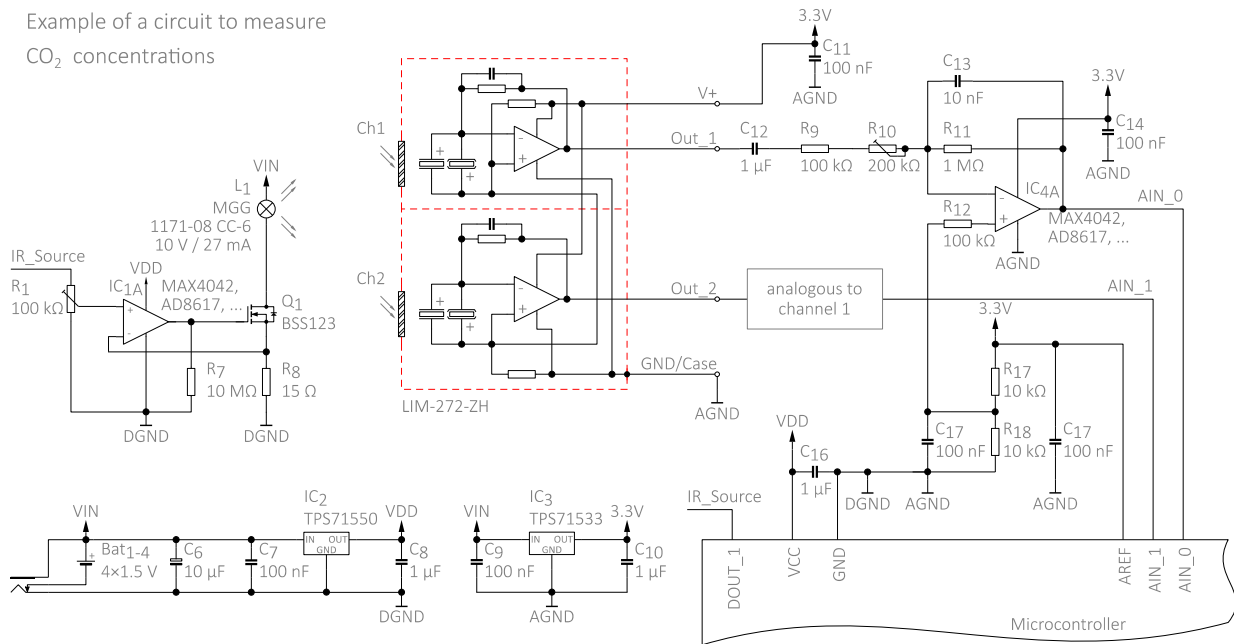 Example of a circuit to measure
CO₂ concentrations
3.3V
C11
100 nF
AGND
V+
C13
10 nF
3.3V
C14
100 nF
AGND
Ch1
Out_1
C12
1 µF
R9
100 kΩ
R10
200 kΩ
R11
1 MΩ
VIN
L1
MGG
1171-08 CC-6
10 V / 27 mA
IC4A
MAX4042,
AD8617, ...
R12
100 kΩ
AGND
AIN_0
IR_Source
R1
100 kΩ
IC1A
VDD
MAX4042,
AD8617, ...
+
-
Q1
BSS123
R7
10 MΩ
R8
15 Ω
DGND
DGND
Ch2
Out_2
analogous to
channel 1
AIN_1
GND/Case
AGND
LIM-272-ZH
3.3V
R17
10 kΩ
R18
10 kΩ
C17
100 nF
C17
100 nF
VDD
C16
1 µF
DGND
AGND
AGND
VIN
Bat1-4
4×1.5 V
C6
10 µF
C7
100 nF
IC2
TPS71550
IN OUT
GND
VDD
C8
1 µF
DGND
VIN
C9
100 nF
IC3
TPS71533
IN OUT
GND
3.3V
C10
1 µF
AGND
IR_Source
DOUT_1
VCC
GND
AREF
AIN_1
AIN_0
Microcontroller